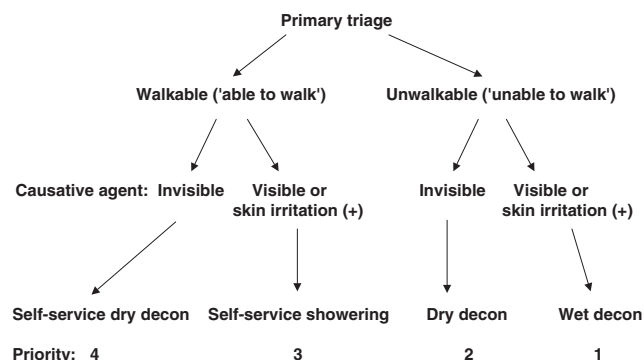 Primary triage
Walkable ('able to walk') Unwalkable ('unable to walk')
Causative agent: Invisible Visible or Invisible Visible or
skin irritation (+) skin irritation (+)
Self-service dry decon Self-service showering Dry decon Wet decon
Priority: 4 3 2 1